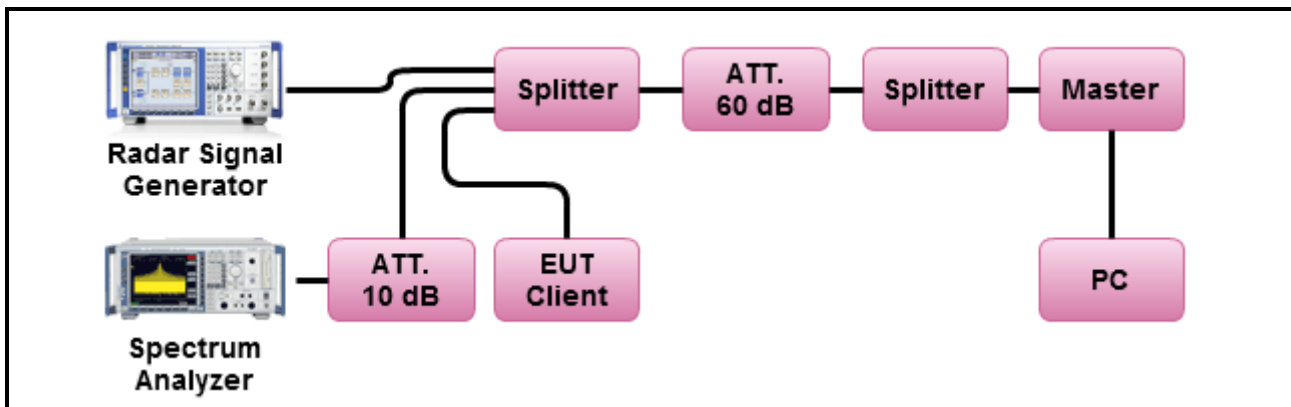 Radar Signal
Generator
Splitter
ATT.
60 dB
Splitter
Master
Spectrum
Analyzer
ATT.
10 dB
EUT
Client
PC